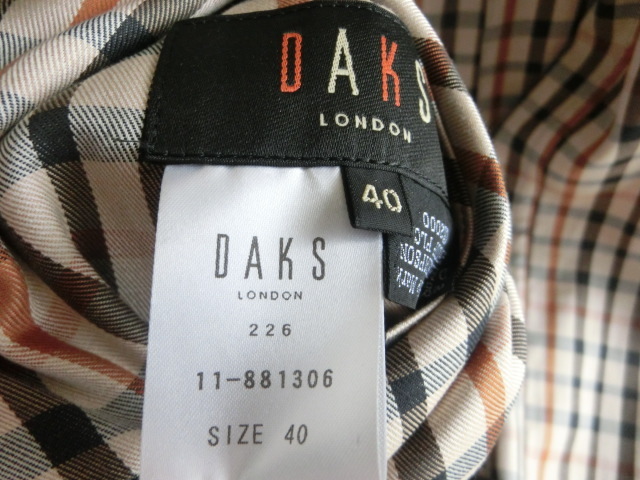 DAKS
LONDON
40
DAKS
LONDON
226
11-881306
SIZE 40